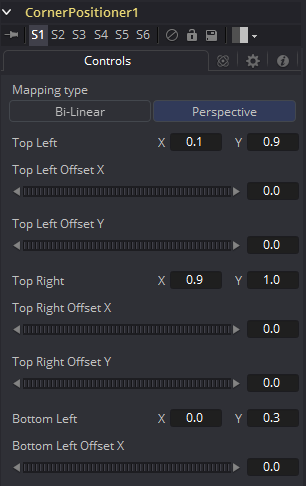 CornerPositioner1
S1 S2 S3 S4 S5 S6
Controls
Mapping type
Bi-Linear Perspective
Top Left X 0.1 Y 0.9
Top Left Offset X
0.0
Top Left Offset Y
0.0
Top Right X 0.9 Y 1.0
Top Right Offset X
0.0
Top Right Offset Y
0.0
Bottom Left X 0.0 Y 0.3
Bottom Left Offset X
0.0